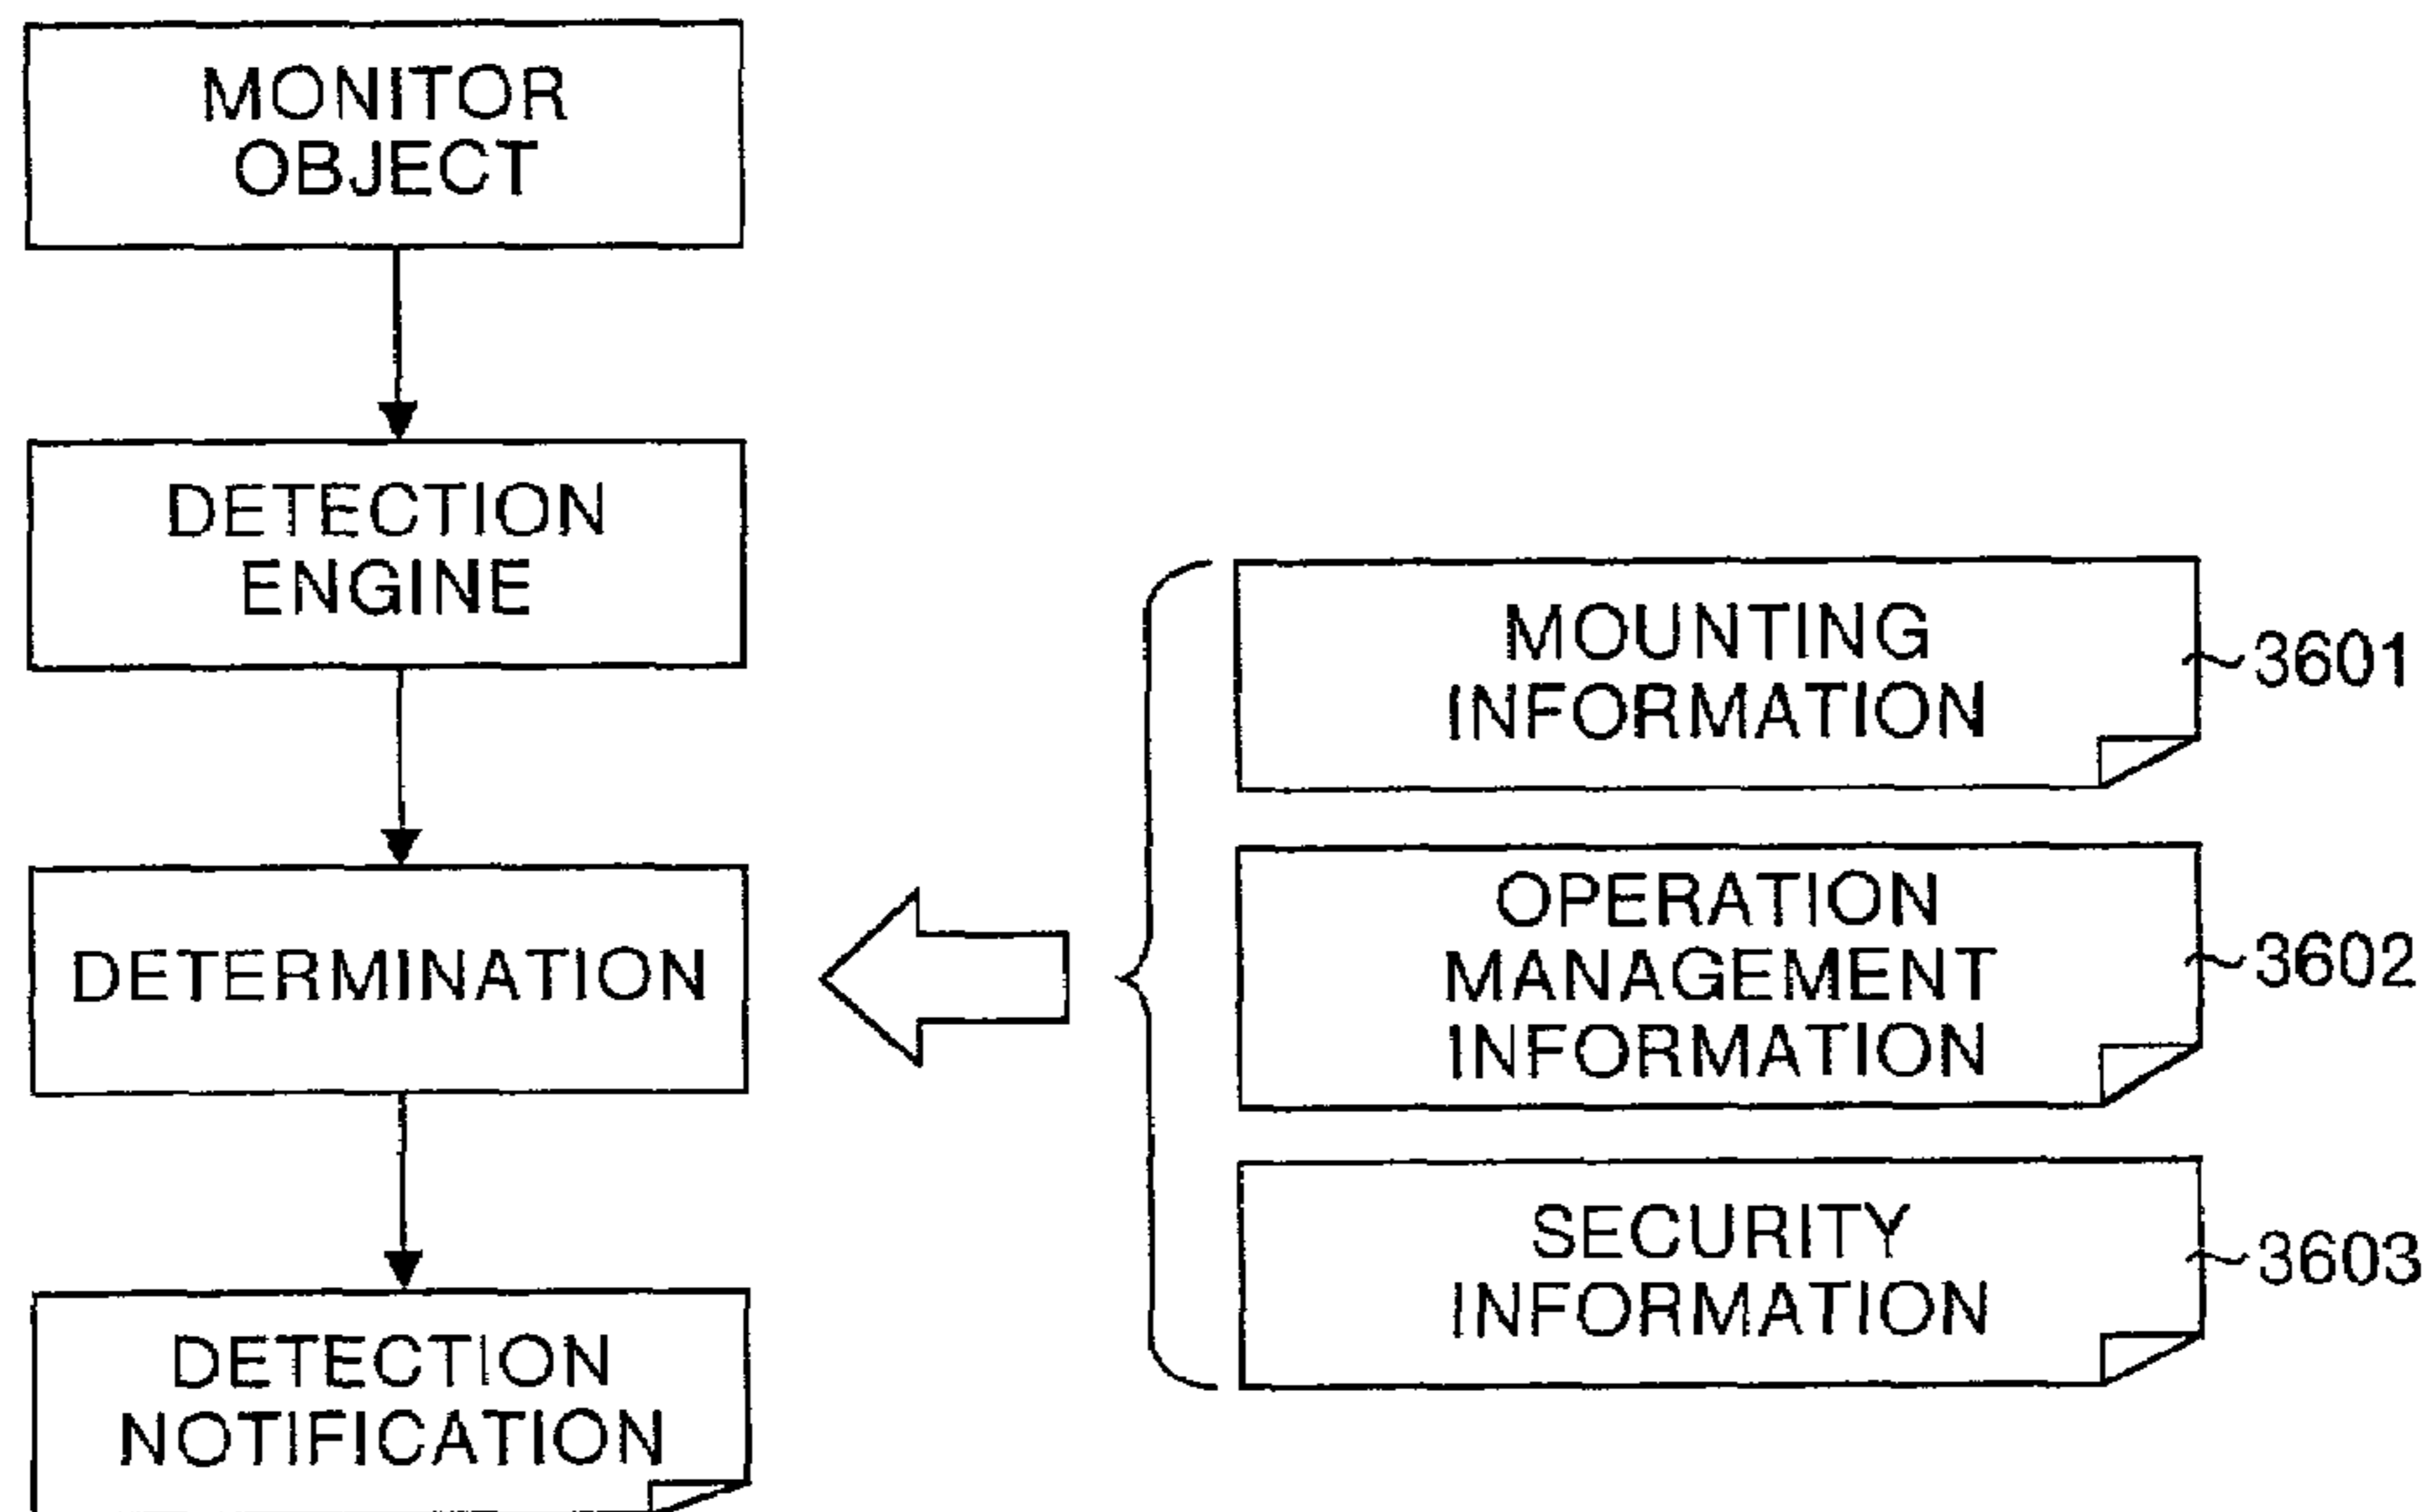 MONITOR
OBJECT
DETECTION
ENGINE
DETERMINATION
DETECTION
NOTIFICATION
MOUNTING
INFORMATION
3601
OPERATION
MANAGEMENT
INFORMATION
3602
SECURITY
INFORMATION
3603